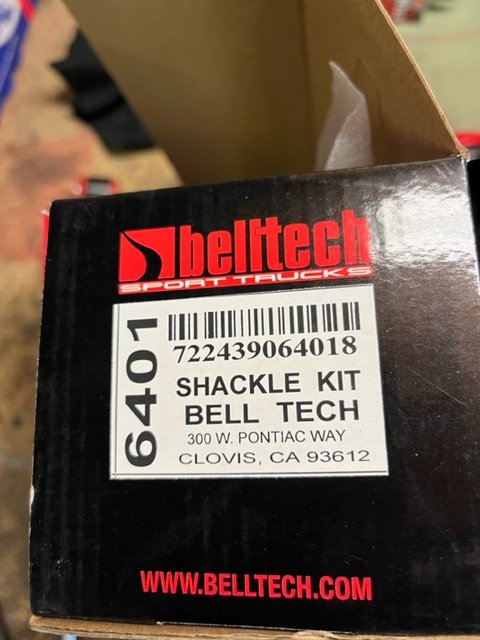 belltech
SPORT TRUCKS
6401
722439064018
SHACKLE KIT
BELL TECH
300 W. PONTIAC WAY
CLOVIS, CA 93612
WWW.BELLTECH.COM